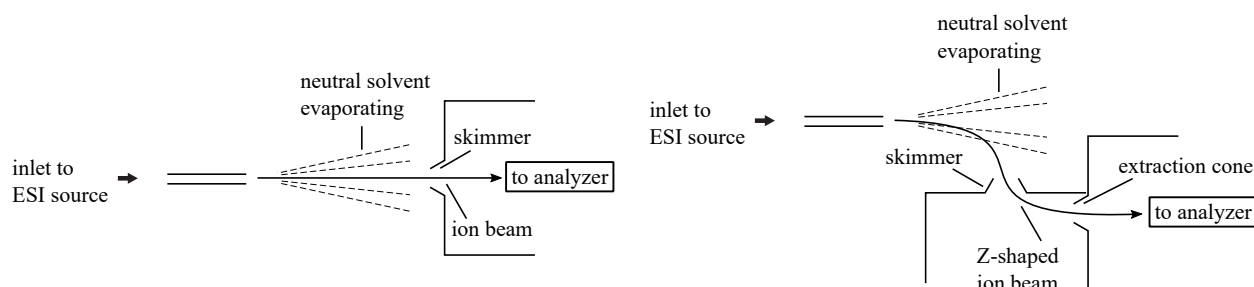 neutral solvent
evaporating
inlet to
ESI source
skimmer
to analyzer
ion beam
neutral solvent
evaporating
inlet to
ESI source
skimmer
extraction cone
to analyzer
Z-shaped
ion beam